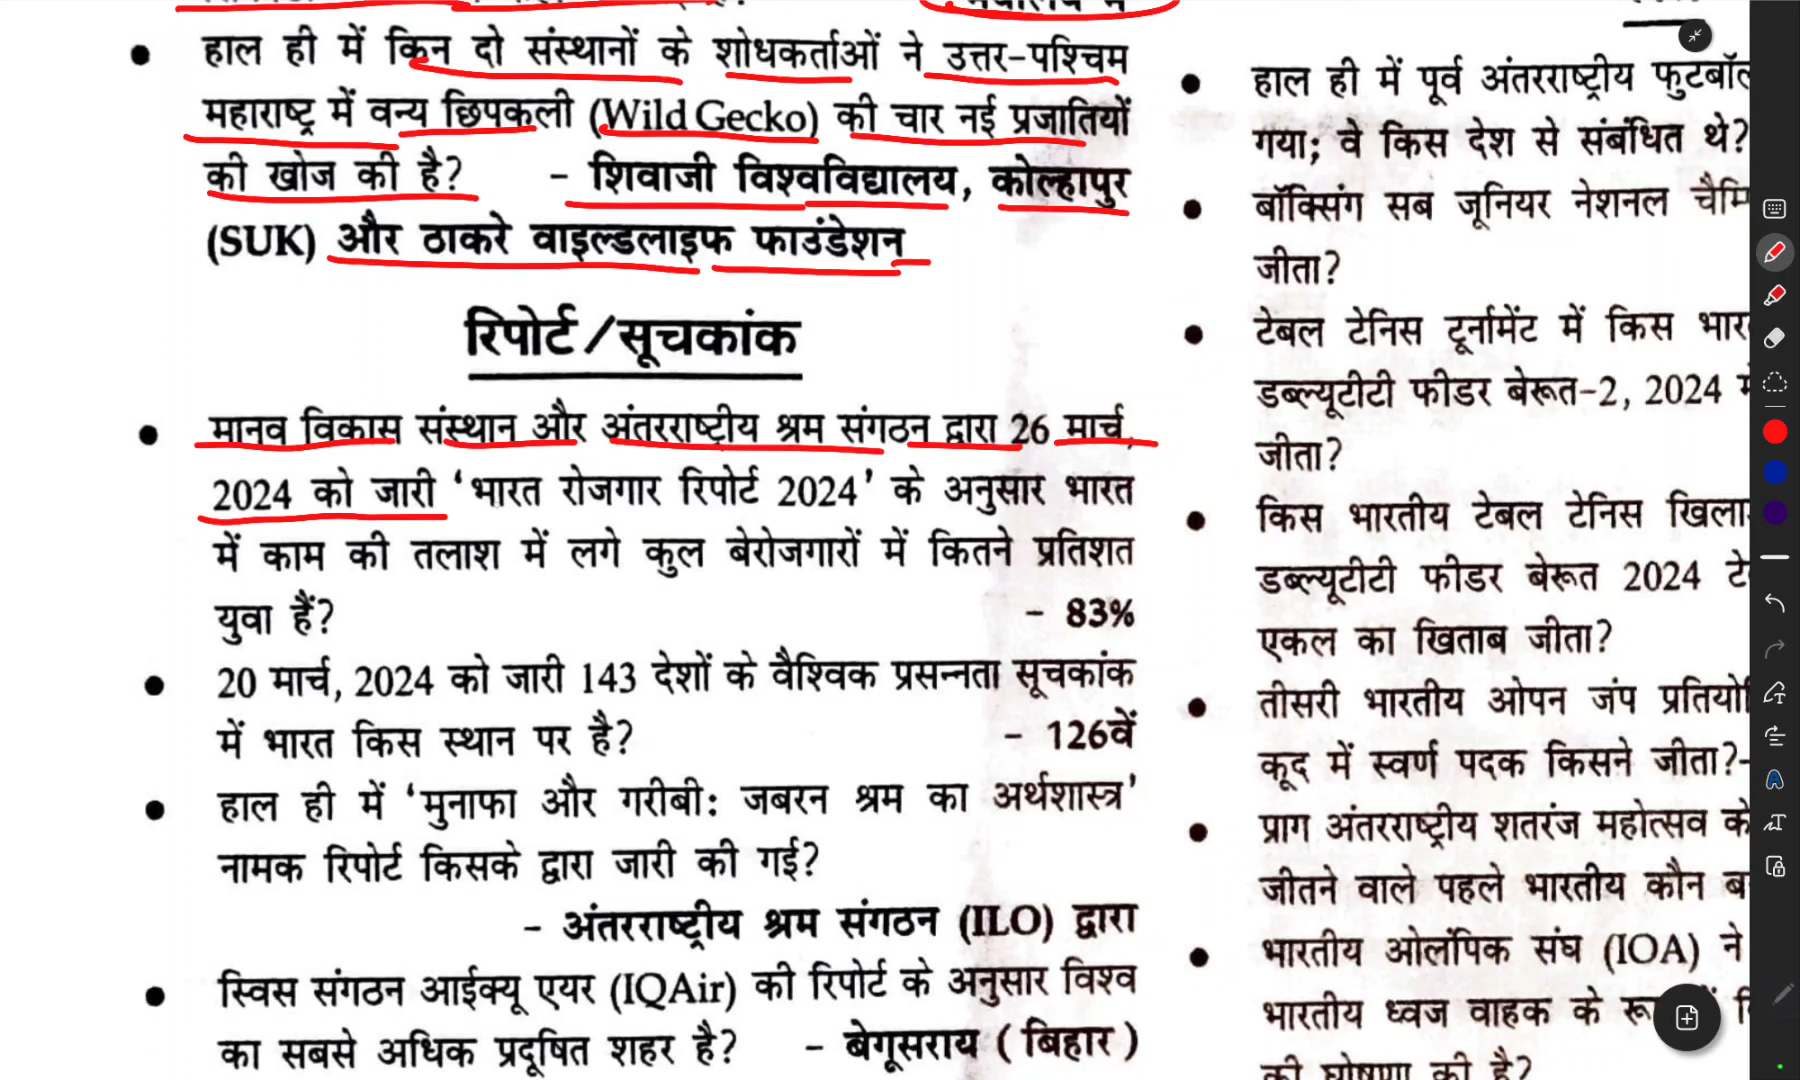 हाल ही में किन दो संस्थानों के शोधकर्ताओं ने उत्तर-पश्चिम
महाराष्ट्र में वन्य छिपकली (Wild Gecko) की चार नई प्रजातियों
की खोज की है? - शिवाजी विश्वविद्यालय, कोल्हापुर
(SUK) और ठाकरे वाइल्डलाइफ फाउंडेशन
रिपोर्ट/सूचकांक
मानव विकास संस्थान और अंतरराष्ट्रीय श्रम संगठन द्वारा 26 मार्च,
2024 को जारी ‘भारत रोजगार रिपोर्ट 2024’ के अनुसार भारत
में काम की तलाश में लगे कुल बेरोजगारों में कितने प्रतिशत
युवा हैं? - 83%
20 मार्च, 2024 को जारी 143 देशों के वैश्विक प्रसन्नता सूचकांक
में भारत किस स्थान पर है? - 126वें
हाल ही में ‘मुनाफा और गरीबी: जबरन श्रम का अर्थशास्त्र’
नामक रिपोर्ट किसके द्वारा जारी की गई?
- अंतरराष्ट्रीय श्रम संगठन (ILO) द्वारा
स्विस संगठन आईक्यू एयर (IQAir) की रिपोर्ट के अनुसार विश्व
का सबसे अधिक प्रदूषित शहर है? - बेगूसराय (बिहार)
हाल ही में पूर्व अंतरराष्ट्रीय फुटबॉल
गया; वे किस देश से संबंधित थे?
बॉक्सिंग सब जूनियर नेशनल
जीता?
टेबल टेनिस टूर्नामेंट में किस
डब्ल्यूटीटी फीडर बेरूत-2, 2024
जीता?
किस भारतीय टेबल टेनिस
डब्ल्यूटीटी फीडर बेरूत 2024
एकल का खिताब जीता?
तीसरी भारतीय ओपन जंप
कूद में स्वर्ण पदक किसने जीता?-
प्राग अंतरराष्ट्रीय शतरंज महोत्सव
जीतने वाले पहले भारतीय कौन
भारतीय ओलंपिक संघ (IOA) ने
भारतीय ध्वज वाहक के
की घोषणा की है?